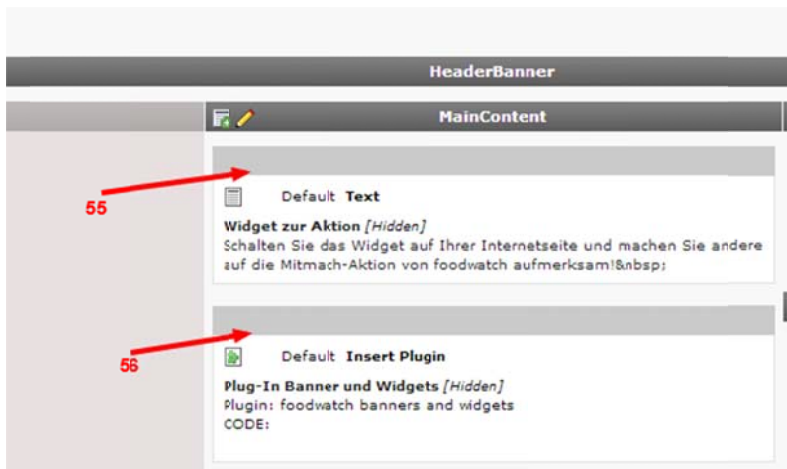 HeaderBanner
MainContent
55
Default Text
Widget zur Aktion [Hidden]
Schalten Sie das Widget auf Ihrer Internetseite und machen Sie andere
auf die Mitmach-Aktion von foodwatch aufmerksam!&nbsp;
56
Default Insert Plugin
Plug-In Banner und Widgets [Hidden]
Plugin: foodwatch banners and widgets
CODE: